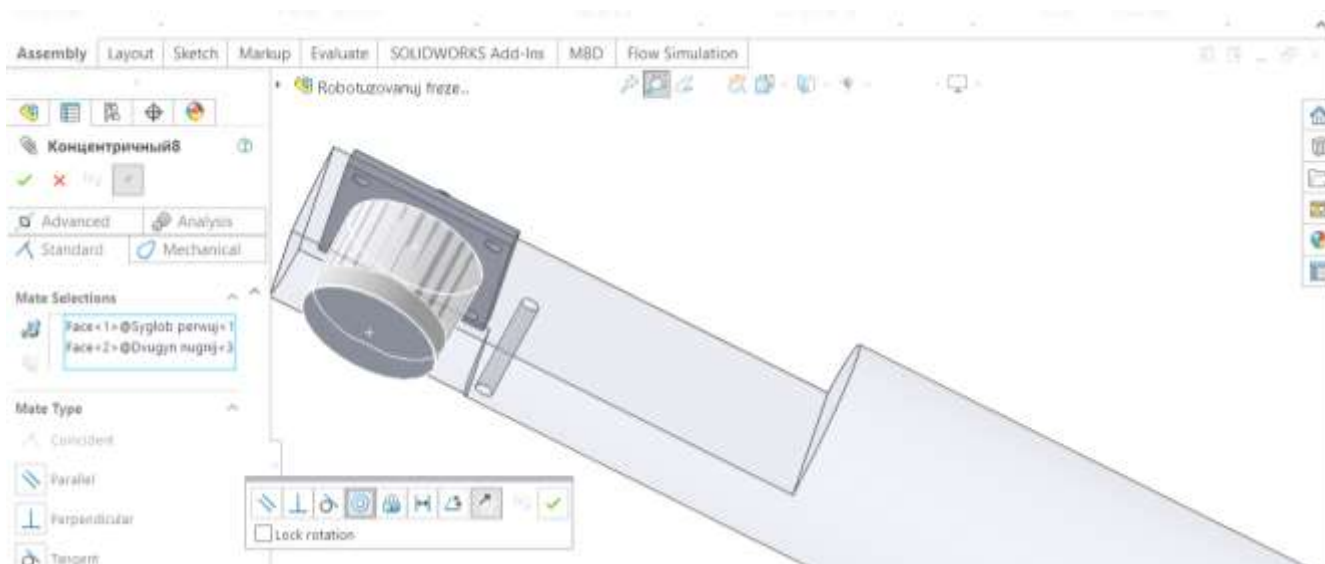 Assembly Layout Sketch Markup Evaluate SOLIDWORKS Add-Ins MBD Flow Simulation
Robotuzovanuj freze...
Концентричный8
Advanced Analysis
Standard Mechanical
Mate Selections
Face<1>@Syglob perwuj<1
Face<2>@Dvugyn nugnij<3
Mate Type
Coincident
Parallel
Perpendicular
Lock rotation
Tangent